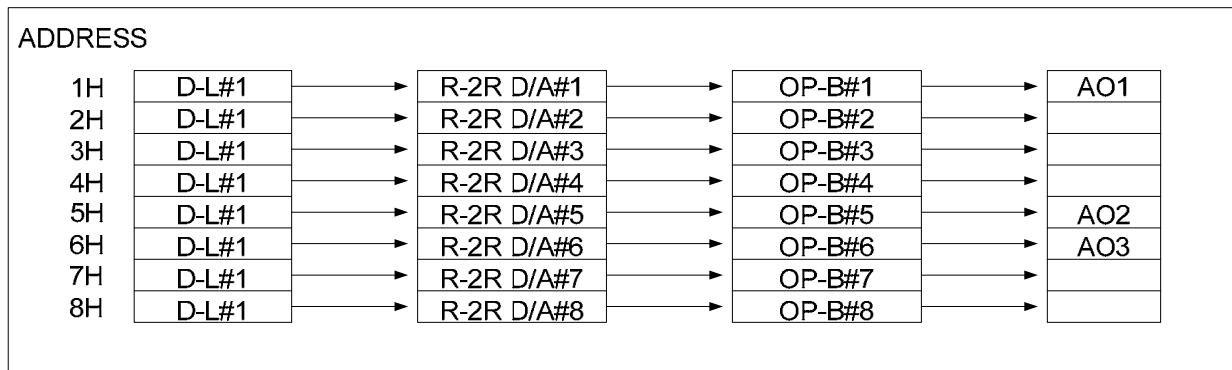 ADDRESS
1H D-L#1 R-2R D/A#1 OP-B#1 AO1
2H D-L#1 R-2R D/A#2 OP-B#2
3H D-L#1 R-2R D/A#3 OP-B#3
4H D-L#1 R-2R D/A#4 OP-B#4
5H D-L#1 R-2R D/A#5 OP-B#5 AO2
6H D-L#1 R-2R D/A#6 OP-B#6 AO3
7H D-L#1 R-2R D/A#7 OP-B#7
8H D-L#1 R-2R D/A#8 OP-B#8